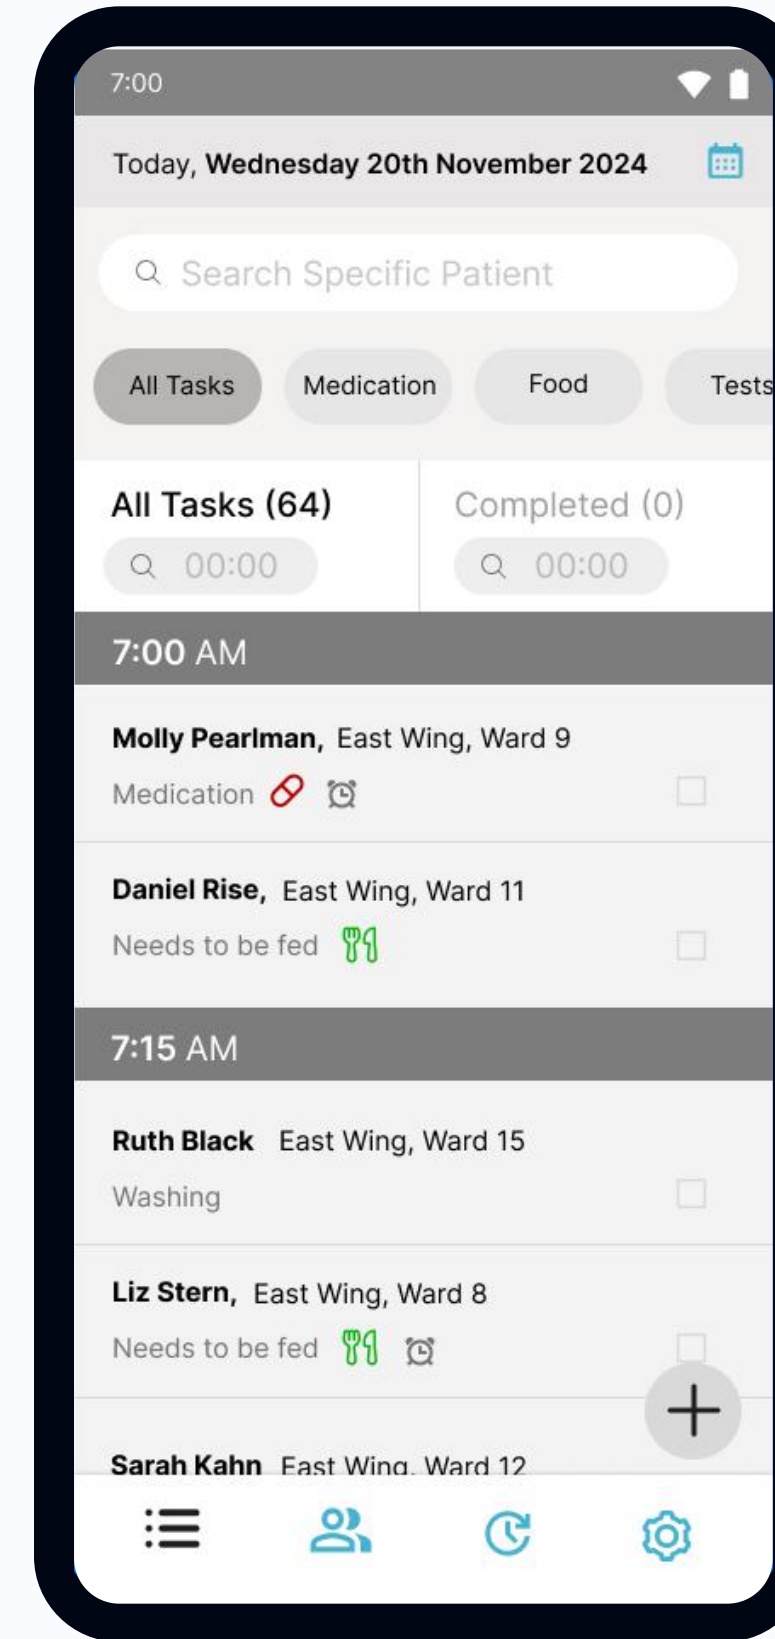 7:00
Today, Wednesday 20th November 2024
Search Specific Patient
All Tasks Medication Food Tests
All Tasks (64) Completed (0)
00:00 00:00
7:00 AM
Molly Pearlman, East Wing, Ward 9
Medication
Daniel Rise, East Wing, Ward 11
Needs to be fed
7:15 AM
Ruth Black East Wing, Ward 15
Washing
Liz Stern, East Wing, Ward 8
Needs to be fed
Sarah Kahn East Wing, Ward 12